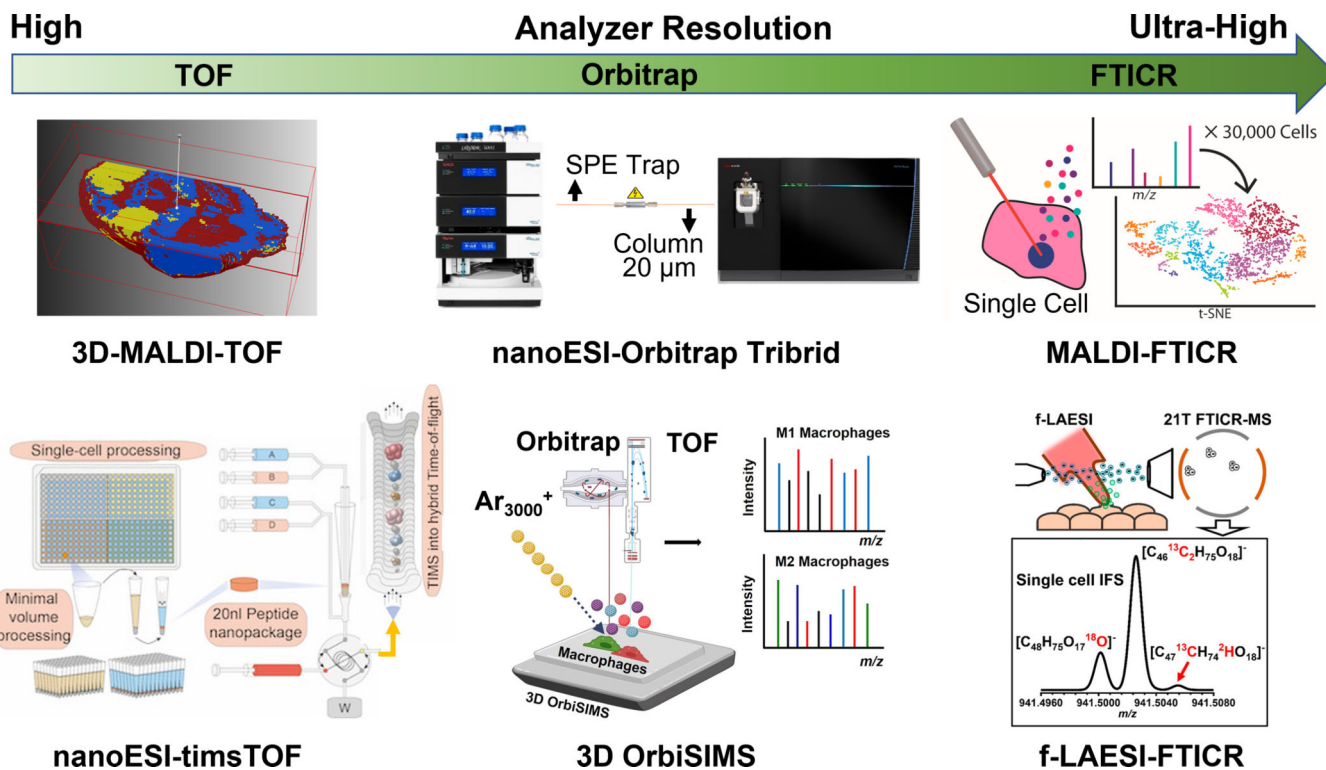 High
Analyzer Resolution
Ultra-High
TOF
Orbitrap
FTICR
SPE Trap
Column
20 µm
× 30,000 Cells
m/z
Single Cell
t-SNE
3D-MALDI-TOF
nanoESI-Orbitrap Tribrid
MALDI-FTICR
Single-cell processing
A
B
C
D
TIMS into hybrid Time-of-flight
Minimal
volume
processing
20nl Peptide
nanopackage
W
Orbitrap
TOF
Ar3000+
Macrophages
3D OrbiSIMS
M1 Macrophages
Intensity
m/z
M2 Macrophages
Intensity
m/z
f-LAESI
21T FTICR-MS
[C46 13C2H75O18]-
Single cell IFS
[C48H75O17 18O]-
[C47 13CH74 2HO18]-
941.4960 941.5000 941.5040 941.5080
m/z
nanoESI-timsTOF
3D OrbiSIMS
f-LAESI-FTICR